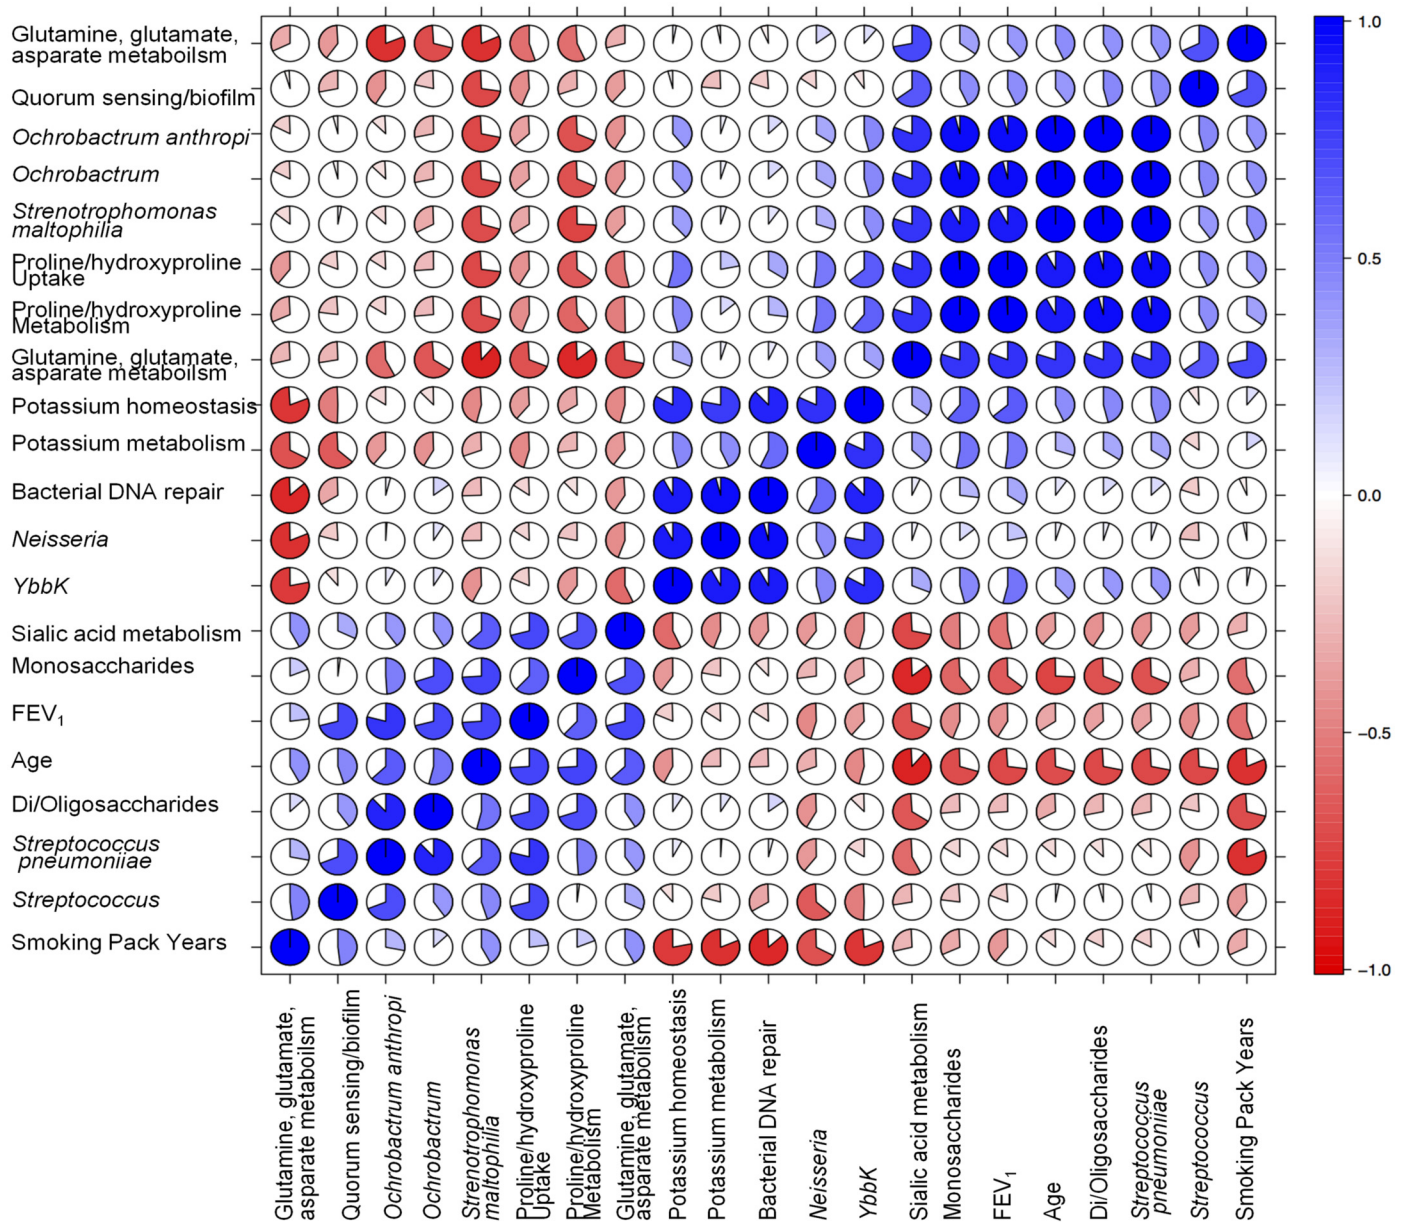 Glutamine, glutamate,
asparate metaboilsm
Quorum sensing/biofilm
Ochrobactrum anthropi
Ochrobactrum
Strenotrophomonas
maltophilia
Proline/hydroxyproline
Uptake
Proline/hydroxyproline
Metabolism
Glutamine, glutamate,
asparate metabolism
Potassium homeostasis
Potassium metabolism
Bacterial DNA repair
Neisseria
YbbK
Sialic acid metabolism
Monosaccharides
FEV1
Age
Di/Oligosaccharides
Streptococcus
pneumoniiae
Streptococcus
Smoking Pack Years
1.0
0.5
0.0
−0.5
−1.0
Glutamine, glutamate,
asparate metaboilsm
Quorum sensing/biofilm
Ochrobactrum anthropi
Ochrobactrum
Strenotrophomonas
maltophilia
Proline/hydroxyproline
Uptake
Proline/hydroxyproline
Metabolism
Glutamine, glutamate,
asparate metaboilsm
Potassium homeostasis
Potassium metabolism
Bacterial DNA repair
Neisseria
YbbK
Sialic acid metabolism
Monosaccharides
FEV1
Age
Di/Oligosaccharides
Streptococcus
pneumoniiae
Streptococcus
Smoking Pack Years